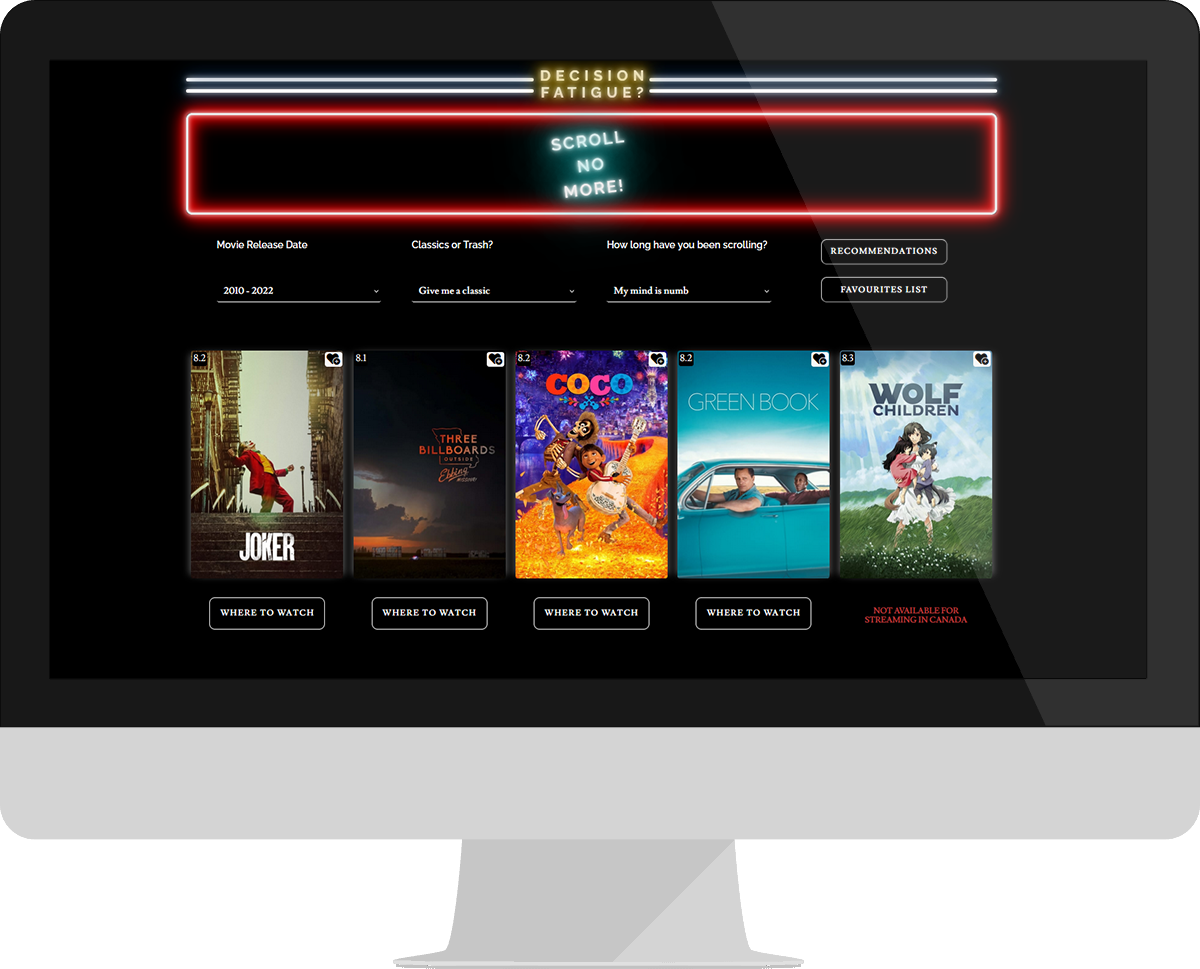 DECISION
FATIGUE?
SCROLL
NO
MORE!
Movie Release Date
Classics or Trash?
How long have you been scrolling?
RECOMMENDATIONS
2010 - 2022
Give me a classic
My mind is numb
FAVOURITES LIST
8.2
8.1
8.2
8.2
8.3
JOKER
THREE
BILLBOARDS
OUTSIDE
Ebbing
MISSOURI
COCO
GREEN BOOK
WOLF
CHILDREN
WHERE TO WATCH
WHERE TO WATCH
WHERE TO WATCH
WHERE TO WATCH
NOT AVAILABLE FOR
STREAMING IN CANADA